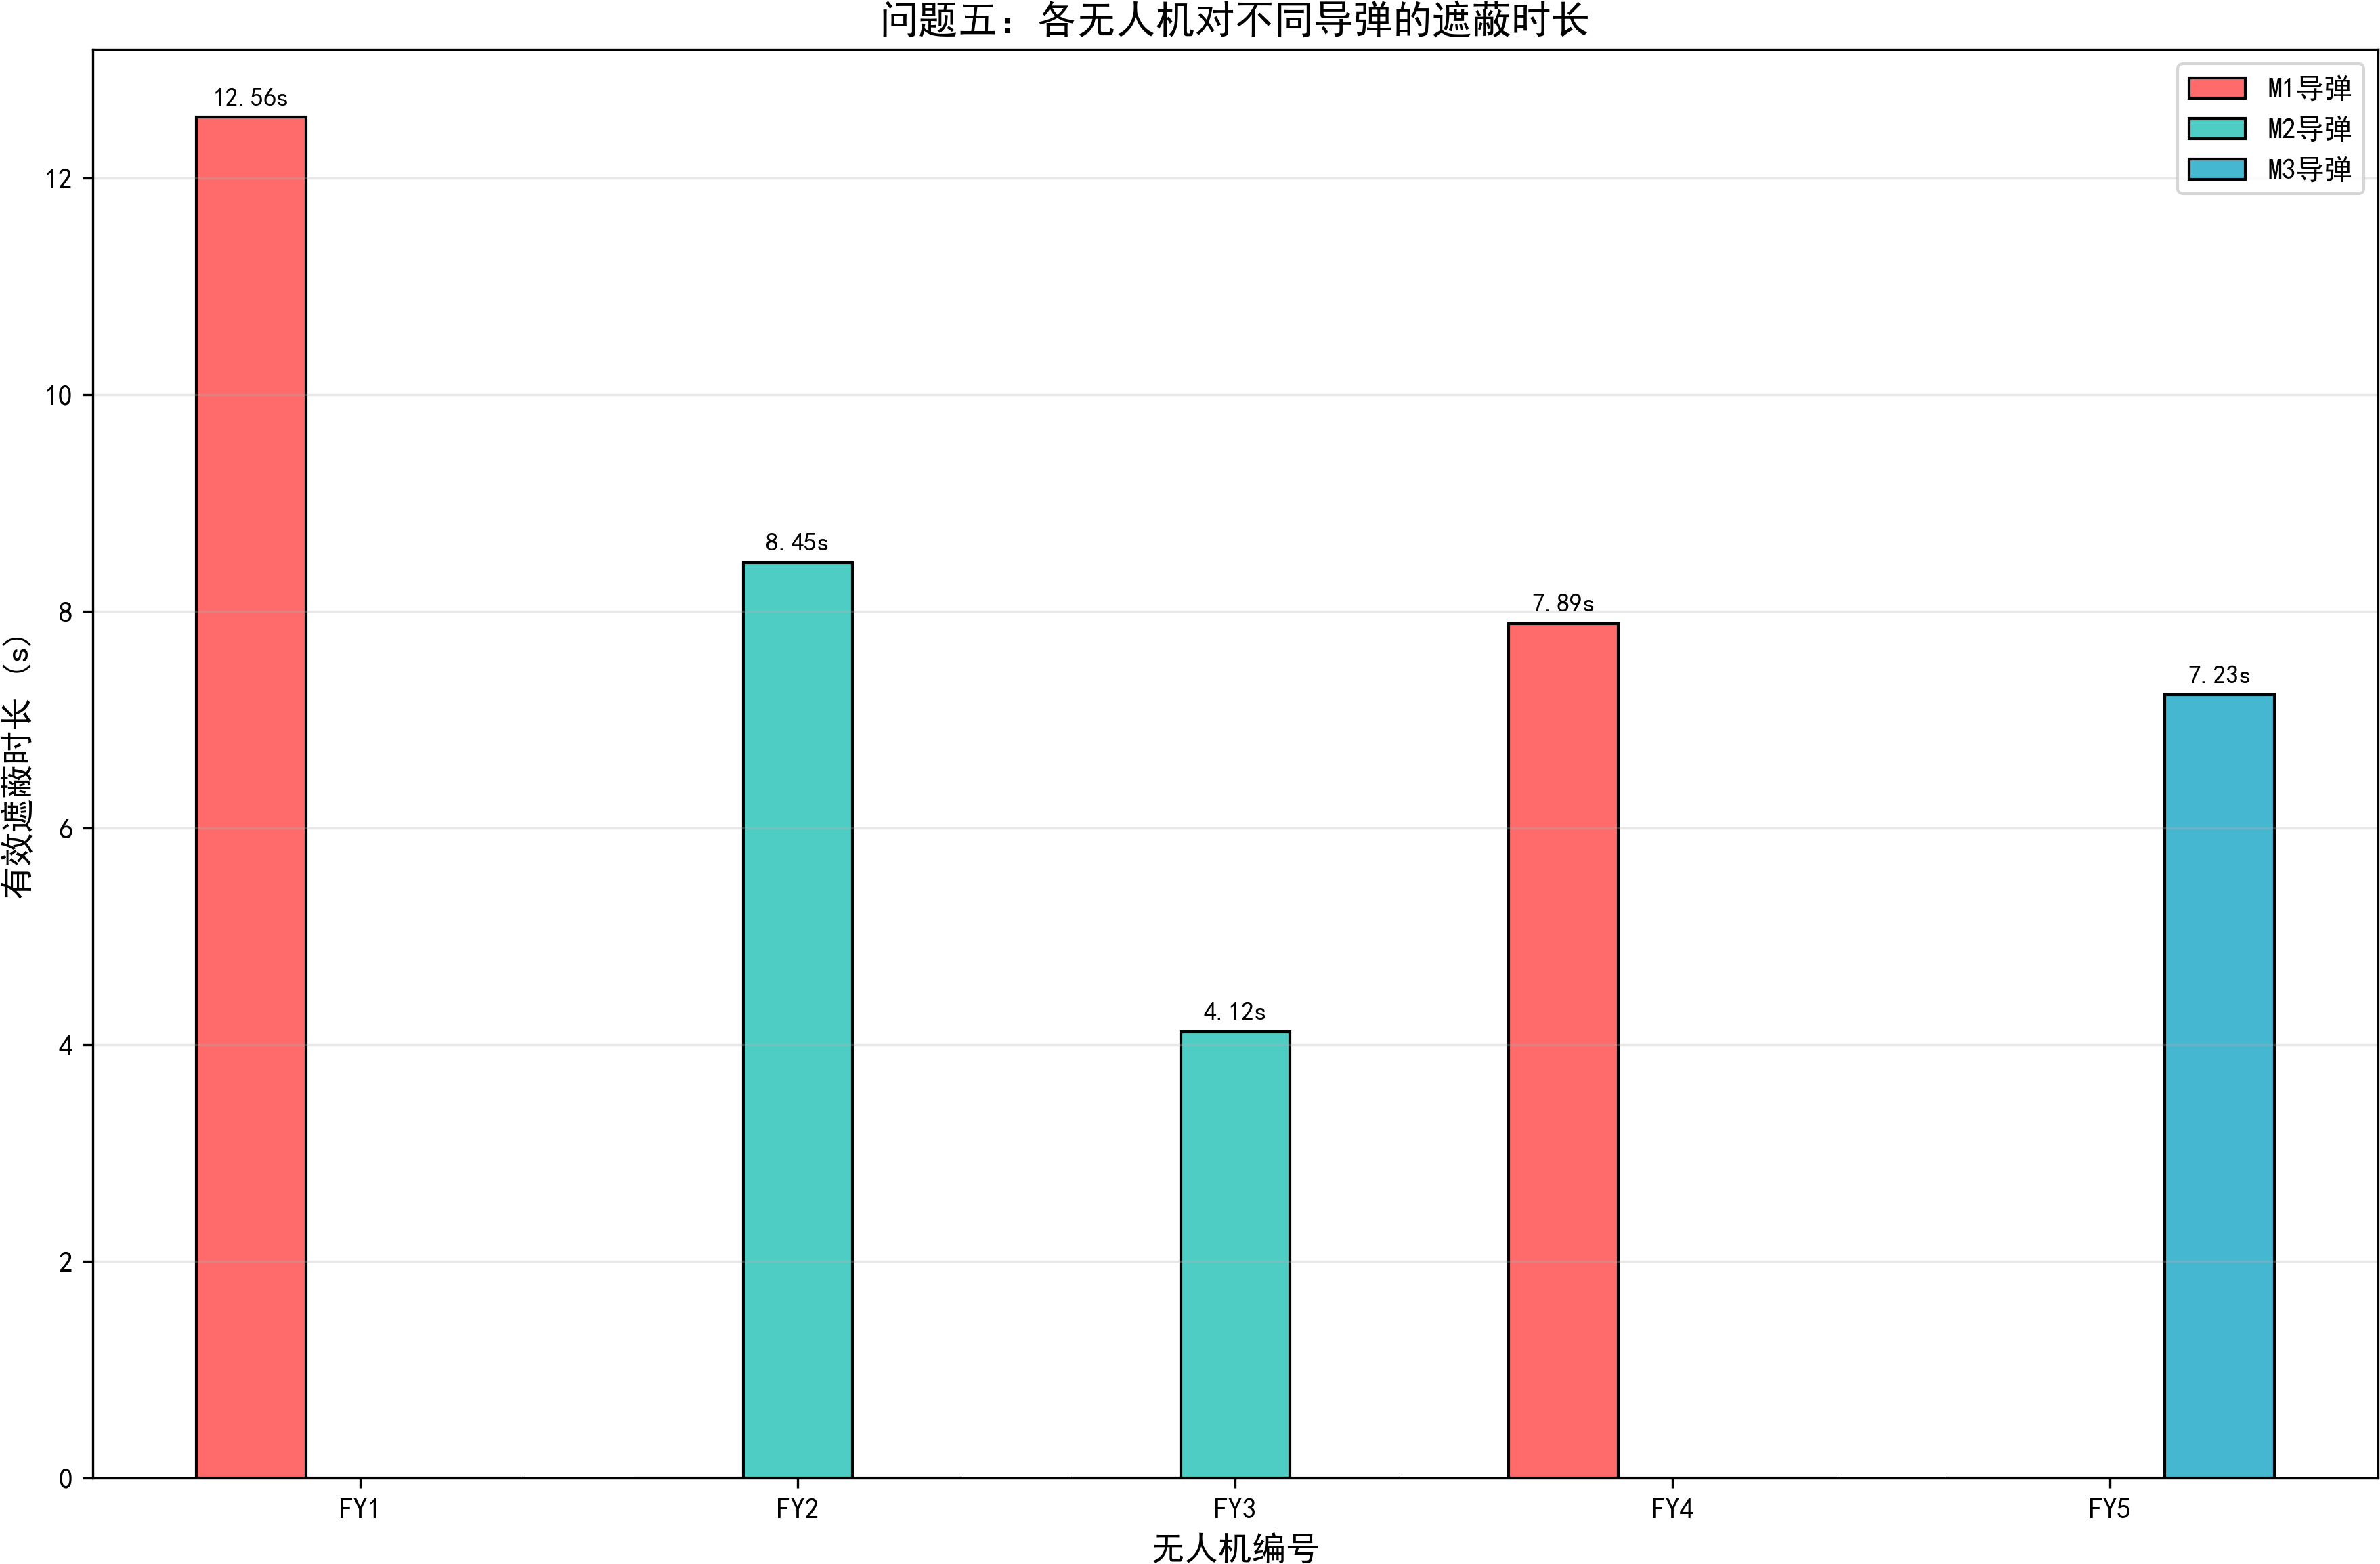 问题五：各无人机对不同导弹的遮蔽时长
M1导弹
M2导弹
M3导弹
12.56s
8.45s
4.12s
7.89s
7.23s
有效遮蔽时长（s）
12
10
8
6
4
2
0
FY1
FY2
FY3
FY4
FY5
无人机编号